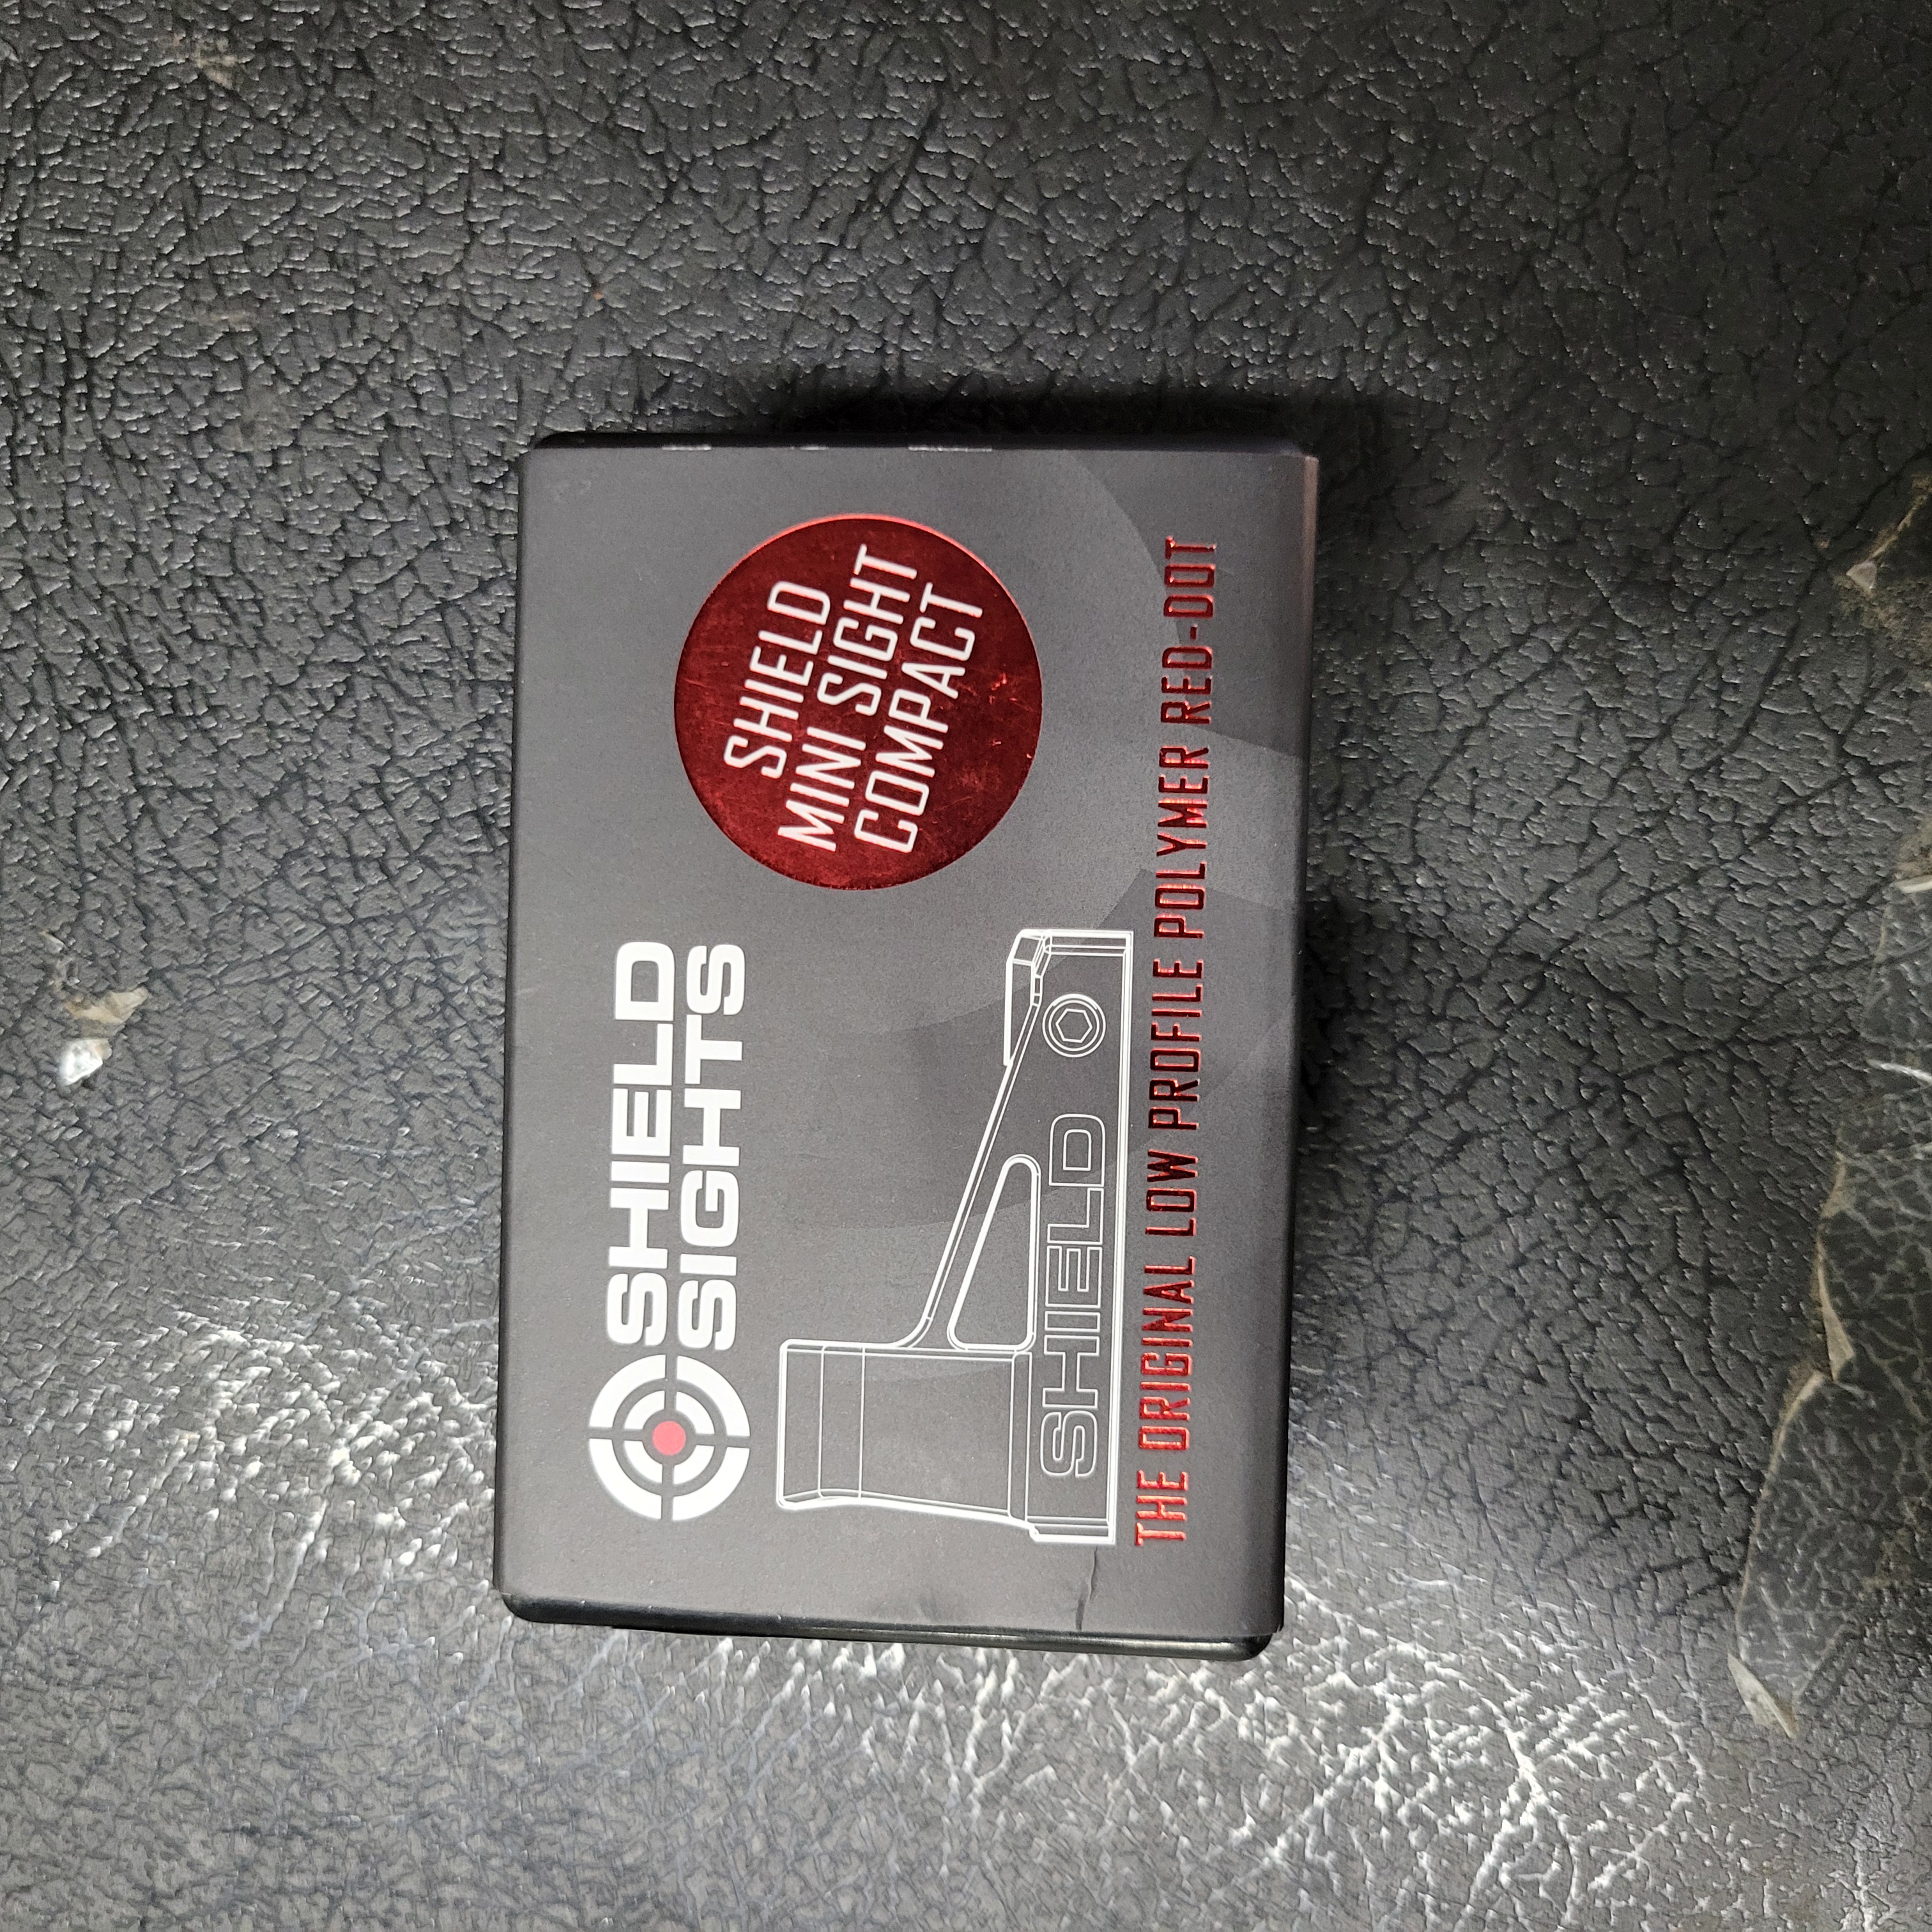 SHIELD
SIGHTS
SHIELD
MINI SIGHT
COMPACT
SHIELD
THE ORIGINAL LOW PROFILE POLYMER RED-DOT